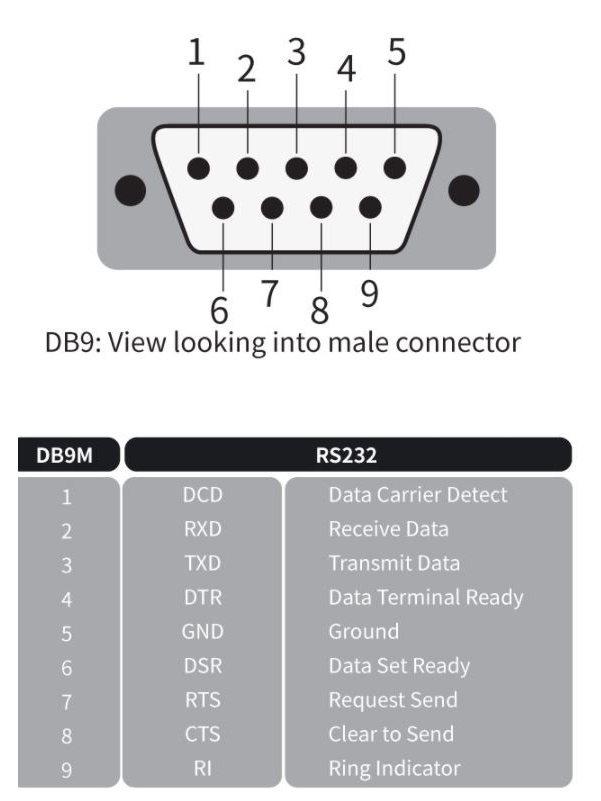 1 2 3 4 5
6 7 8 9
DB9: View looking into male connector
DB9M RS232
1 DCD Data Carrier Detect
2 RXD Receive Data
3 TXD Transmit Data
4 DTR Data Terminal Ready
5 GND Ground
6 DSR Data Set Ready
7 RTS Request Send
8 CTS Clear to Send
9 RI Ring Indicator